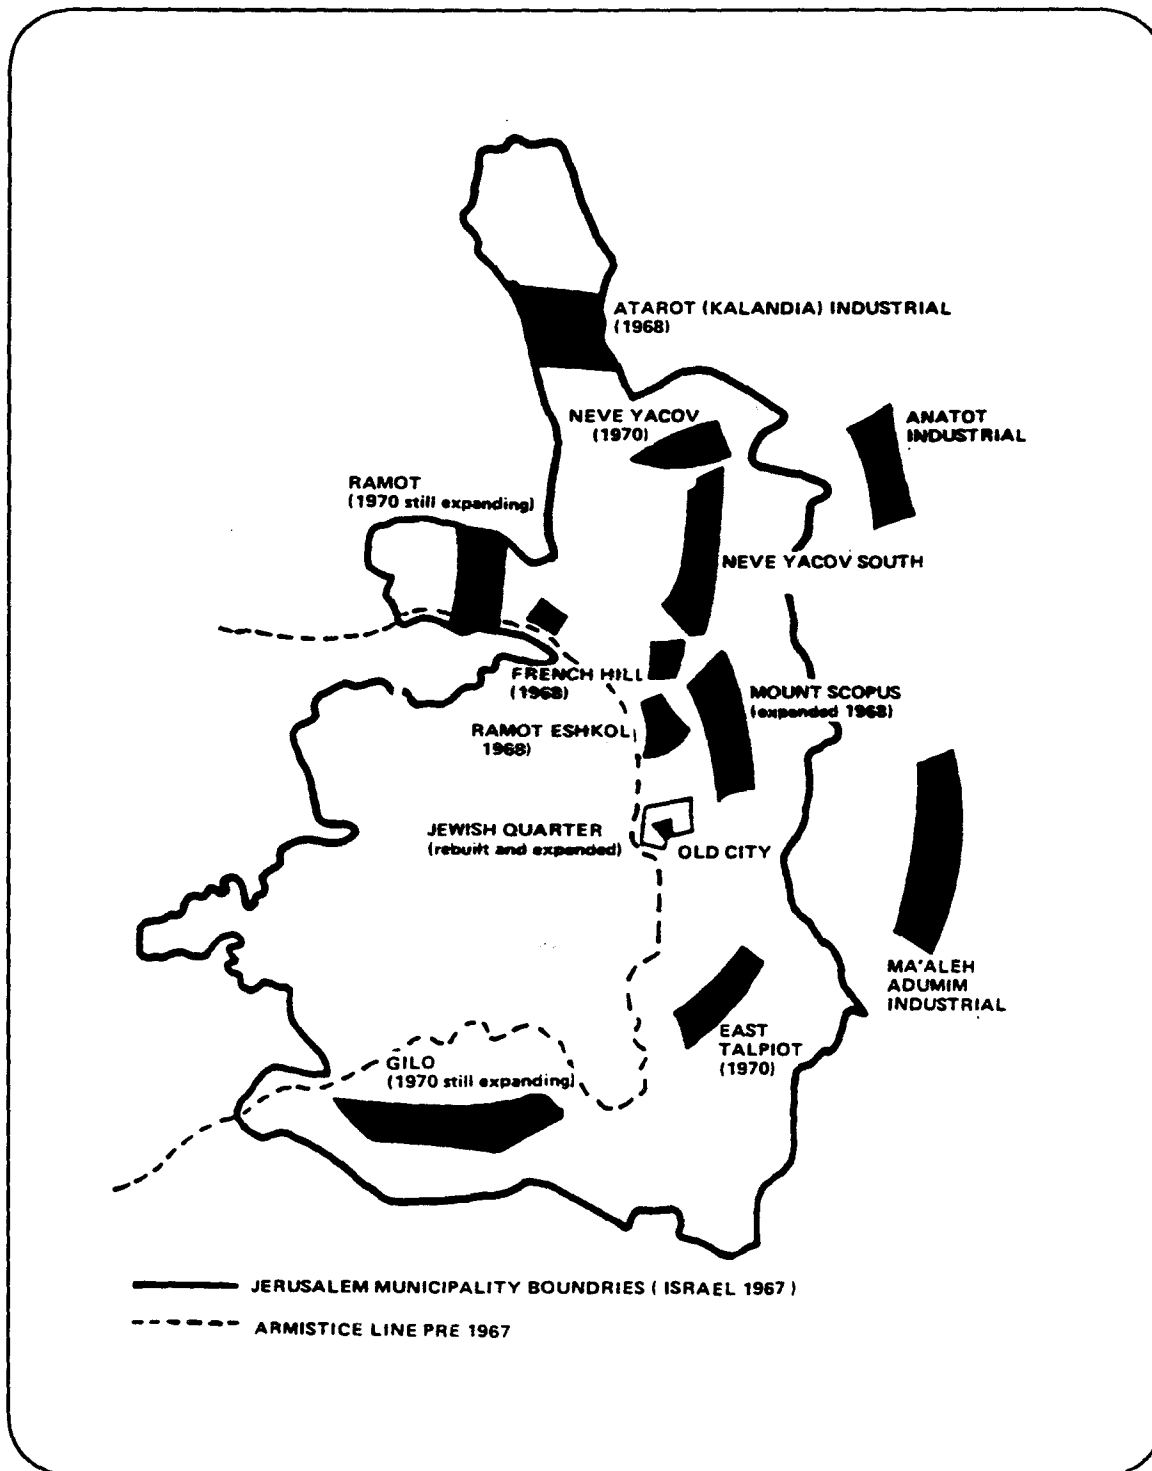 ATAROT (KALANDIA) INDUSTRIAL
(1968)
NEVE YACOV
(1970)
ANATOT
INDUSTRIAL
RAMOT
(1970 still expanding)
NEVE YACOV SOUTH
FRENCH HILL
(1968)
MOUNT SCOPUS
(expanded 1968)
RAMOT ESHKOL
1968)
JEWISH QUARTER
(rebuilt and expanded)
OLD CITY
MA'ALEH
ADUMIM
INDUSTRIAL
EAST
TALPIOT
(1970)
GILO
(1970 still expanding)
JERUSALEM MUNICIPALITY BOUNDRIES ( ISRAEL 1967 )
ARMISTICE LINE PRE 1967